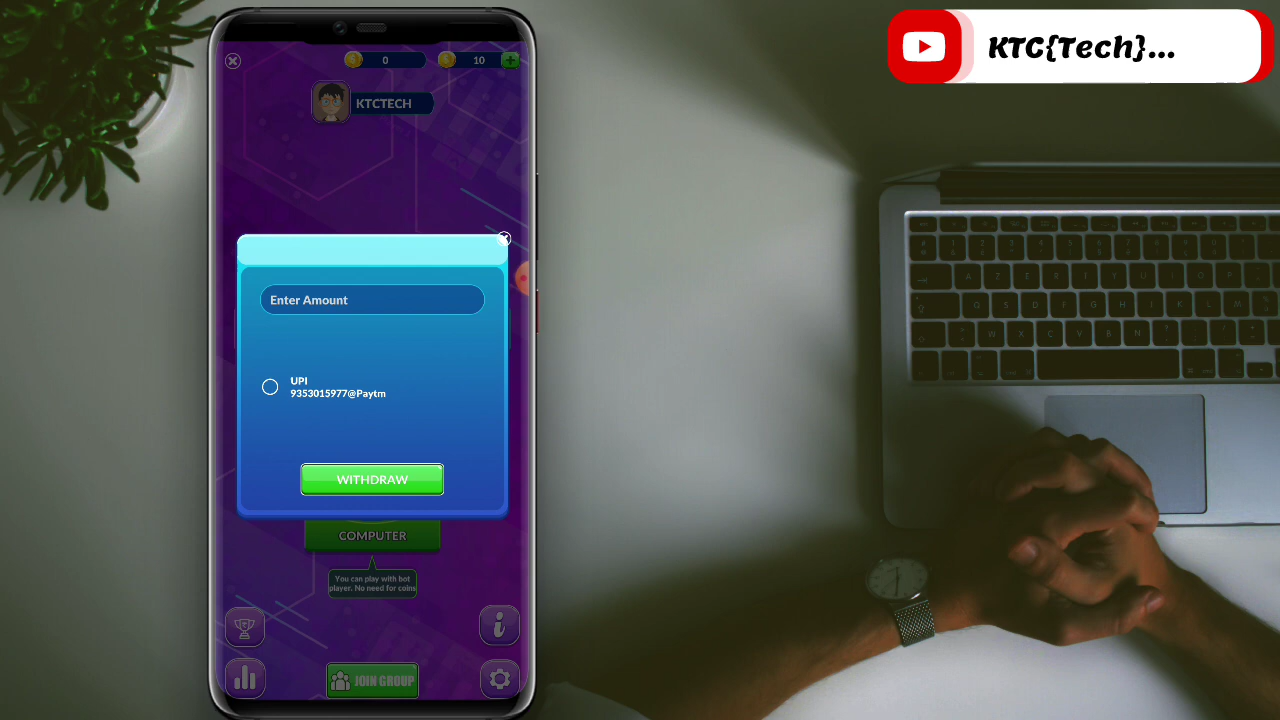 KTC{Tech}...
0
10
KTCTECH
Enter Amount
UPI
9353015977@Paytm
WITHDRAW
COMPUTER
You can play with bot
player. No need for coins
JOIN GROUP